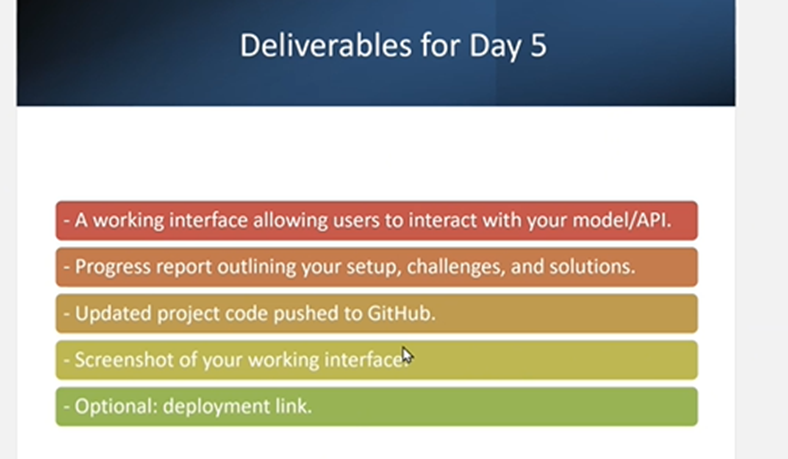 Deliverables for Day 5
- A working interface allowing users to interact with your model/API.
- Progress report outlining your setup, challenges, and solutions.
- Updated project code pushed to GitHub.
- Screenshot of your working interface.
- Optional: deployment link.